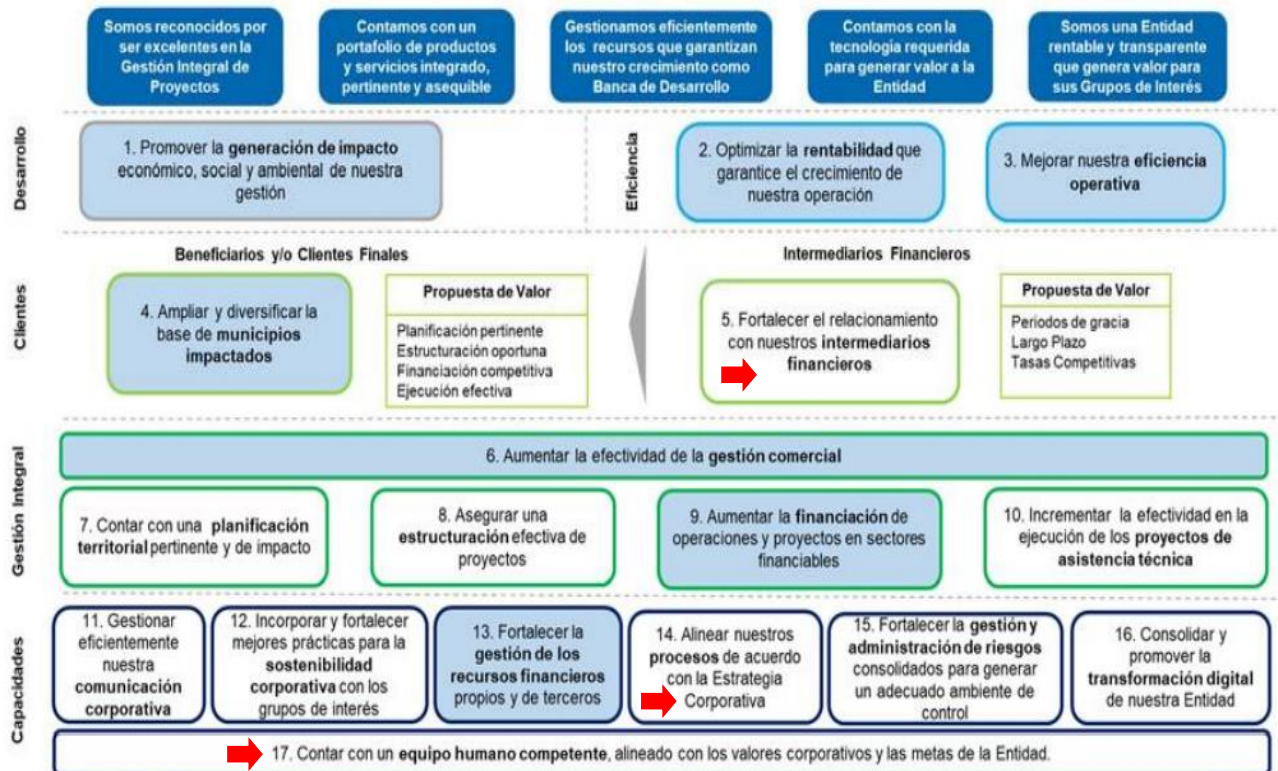 Somos reconocidos por
ser excelentes en la
Gestión Integral de
Proyectos
Contamos con un
portafolio de productos
y servicios integrado,
pertinente y asequible
Gestionamos eficientemente
los recursos que garantizan
nuestro crecimiento como
Banca de Desarrollo
Contamos con la
tecnología requerida
para generar valor a la
Entidad
Somos una Entidad
rentable y transparente
que genera valor para
sus Grupos de Interés
Desarrollo
1. Promover la generación de impacto
económico, social y ambiental de nuestra
gestión
Eficiencia
2. Optimizar la rentabilidad que
garantice el crecimiento de
nuestra operación
3. Mejorar nuestra eficiencia
operativa
Clientes
Beneficiarios y/o Clientes Finales
4. Ampliar y diversificar la
base de municipios
impactados
Propuesta de Valor
Planificación pertinente
Estructuración oportuna
Financiación competitiva
Ejecución efectiva
Intermediarios Financieros
5. Fortalecer el relacionamiento
con nuestros intermediarios
financieros
Propuesta de Valor
Periodos de gracia
Largo Plazo
Tasas Competitivas
Gestión Integral
6. Aumentar la efectividad de la gestión comercial
7. Contar con una planificación
territorial pertinente y de impacto
8. Asegurar una
estructuración efectiva de
proyectos
9. Aumentar la financiación de
operaciones y proyectos en sectores
financiables
10. Incrementar la efectividad en la
ejecución de los proyectos de
asistencia técnica
Capacidades
11. Gestionar
eficientemente
nuestra
comunicación
corporativa
12. Incorporar y fortalecer
mejores prácticas para la
sostenibilidad
corporativa con los
grupos de interés
13. Fortalecer la
gestión de los
recursos financieros
propios y de terceros
14. Alinear nuestros
procesos de acuerdo
con la Estrategia
Corporativa
15. Fortalecer la gestión y
administración de riesgos
consolidados para generar
un adecuado ambiente de
control
16. Consolidar y
promover la
transformación digital
de nuestra Entidad
17. Contar con un equipo humano competente, alineado con los valores corporativos y las metas de la Entidad.